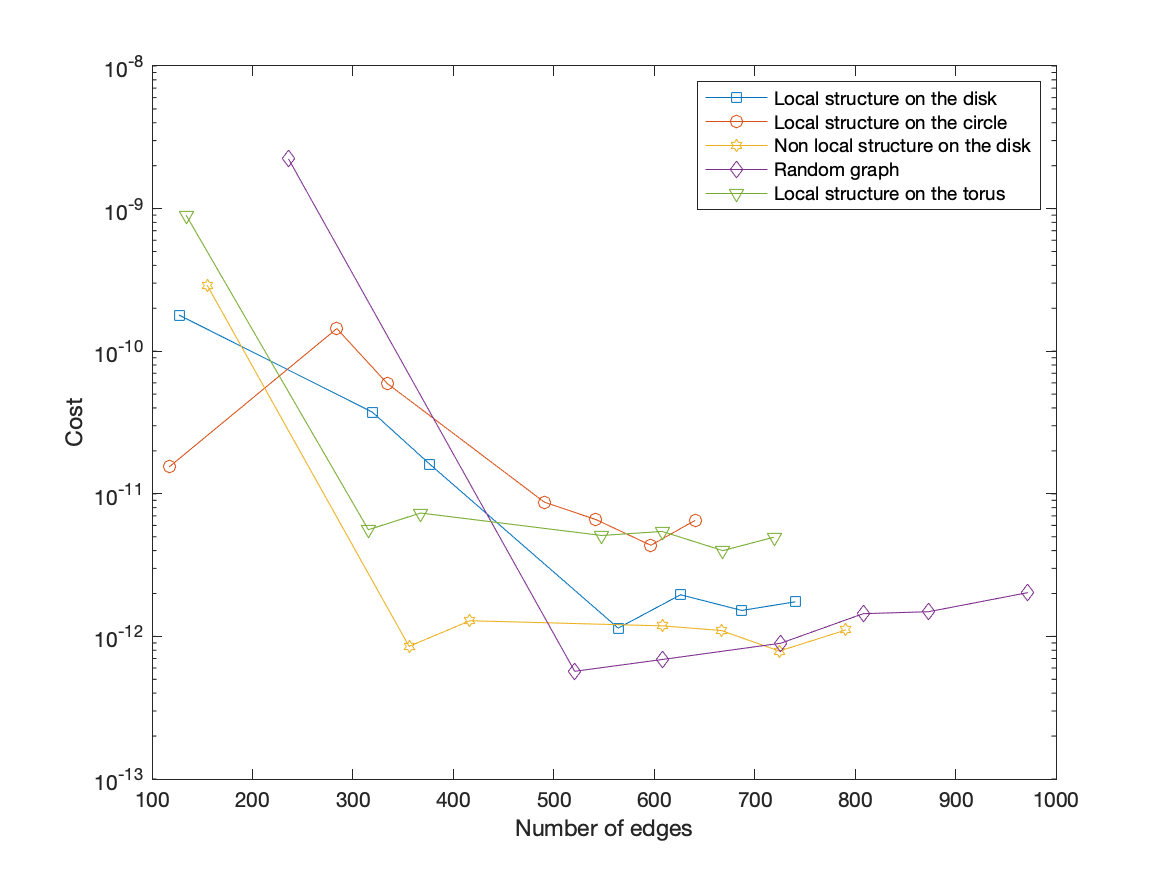 10^-8
10^-9
10^-10
10^-11
10^-12
10^-13
Cost
100 200 300 400 500 600 700 800 900 1000
Number of edges
Local structure on the disk
Local structure on the circle
Non local structure on the disk
Random graph
Local structure on the torus